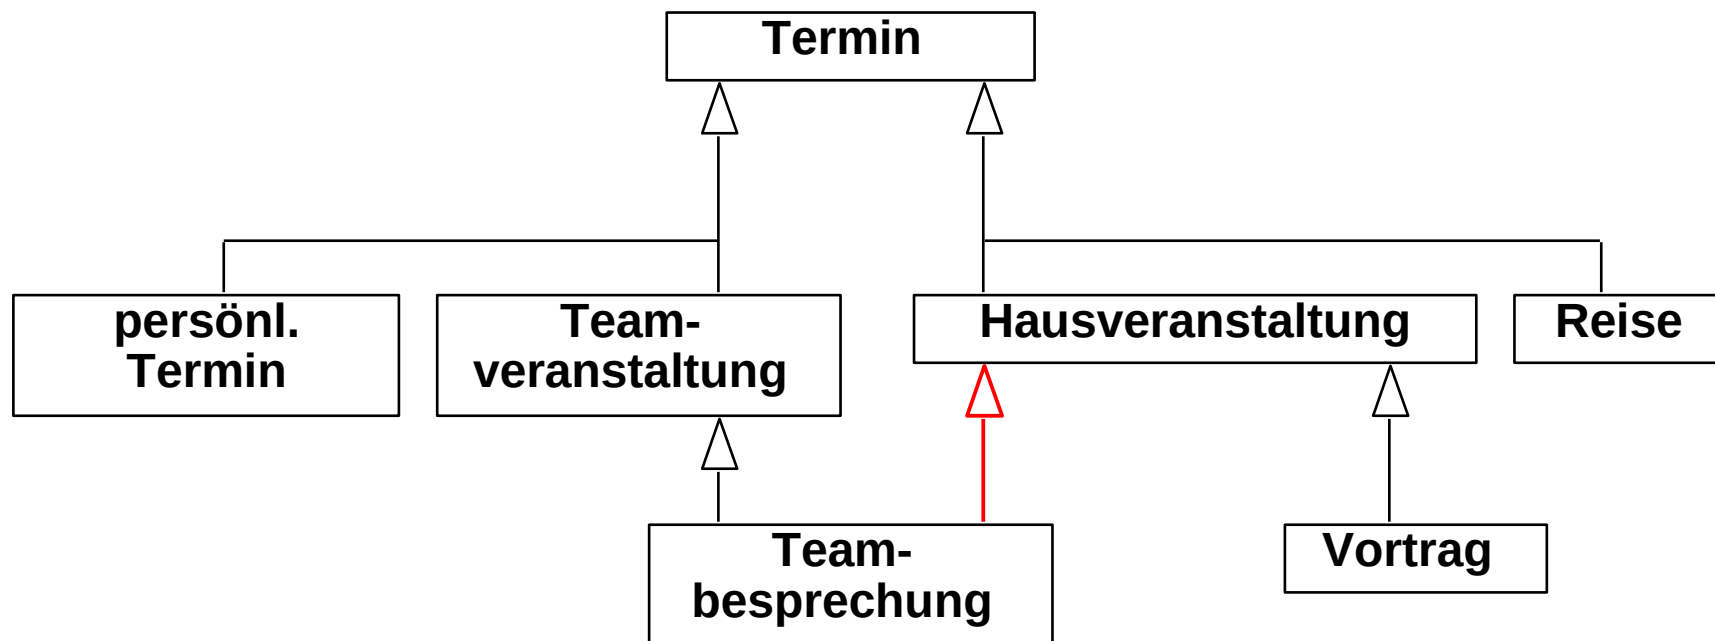 Termin
persönl.
Termin
Team-
veranstaltung
Hausveranstaltung
Reise
Team-
besprechung
Vortrag